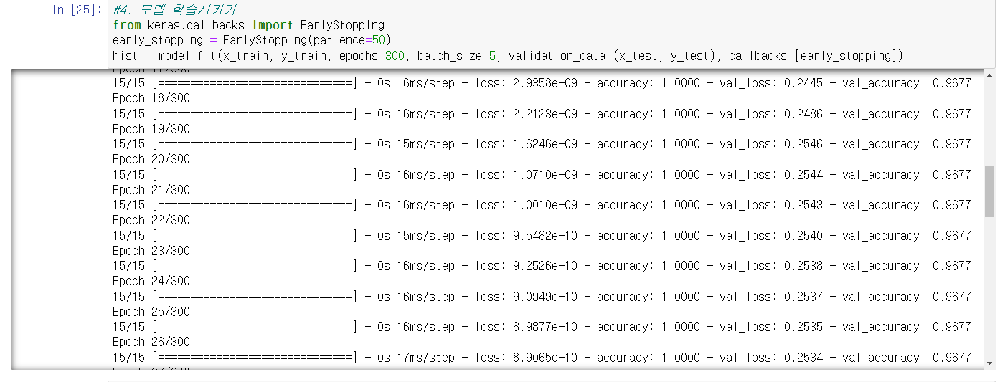 In [25]: #4. 모델 학습시키기
from keras.callbacks import EarlyStopping
early_stopping = EarlyStopping(patience=50)
hist = model.fit(x_train, y_train, epochs=300, batch_size=5, validation_data=(x_test, y_test), callbacks=[early_stopping])
Epoch 17/300
15/15 [==============================] - 0s 16ms/step - loss: 2.9358e-09 - accuracy: 1.0000 - val_loss: 0.2445 - val_accuracy: 0.9677
Epoch 18/300
15/15 [==============================] - 0s 16ms/step - loss: 2.2123e-09 - accuracy: 1.0000 - val_loss: 0.2486 - val_accuracy: 0.9677
Epoch 19/300
15/15 [==============================] - 0s 15ms/step - loss: 1.6246e-09 - accuracy: 1.0000 - val_loss: 0.2546 - val_accuracy: 0.9677
Epoch 20/300
15/15 [==============================] - 0s 16ms/step - loss: 1.0710e-09 - accuracy: 1.0000 - val_loss: 0.2544 - val_accuracy: 0.9677
Epoch 21/300
15/15 [==============================] - 0s 16ms/step - loss: 1.0010e-09 - accuracy: 1.0000 - val_loss: 0.2543 - val_accuracy: 0.9677
Epoch 22/300
15/15 [==============================] - 0s 15ms/step - loss: 9.5482e-10 - accuracy: 1.0000 - val_loss: 0.2540 - val_accuracy: 0.9677
Epoch 23/300
15/15 [==============================] - 0s 16ms/step - loss: 9.2526e-10 - accuracy: 1.0000 - val_loss: 0.2538 - val_accuracy: 0.9677
Epoch 24/300
15/15 [==============================] - 0s 16ms/step - loss: 9.0949e-10 - accuracy: 1.0000 - val_loss: 0.2537 - val_accuracy: 0.9677
Epoch 25/300
15/15 [==============================] - 0s 16ms/step - loss: 8.9877e-10 - accuracy: 1.0000 - val_loss: 0.2535 - val_accuracy: 0.9677
Epoch 26/300
15/15 [==============================] - 0s 17ms/step - loss: 8.9065e-10 - accuracy: 1.0000 - val_loss: 0.2534 - val_accuracy: 0.9677
Epoch 27/300